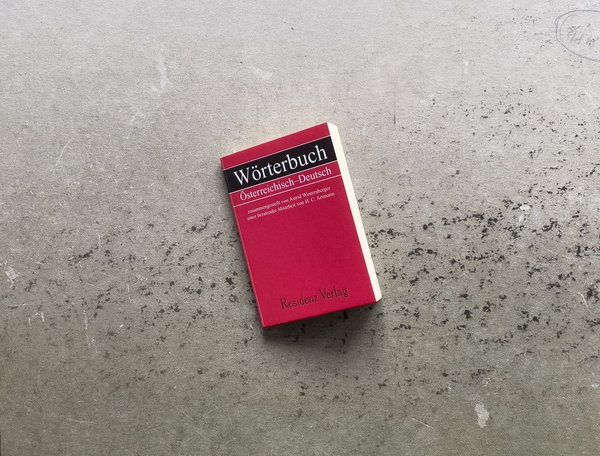 Wörterbuch
Österreichisch–Deutsch
zusammengestellt von Astrid Wintersberger
unter beratender Mitarbeit von H. C. Artmann
Residenz Verlag